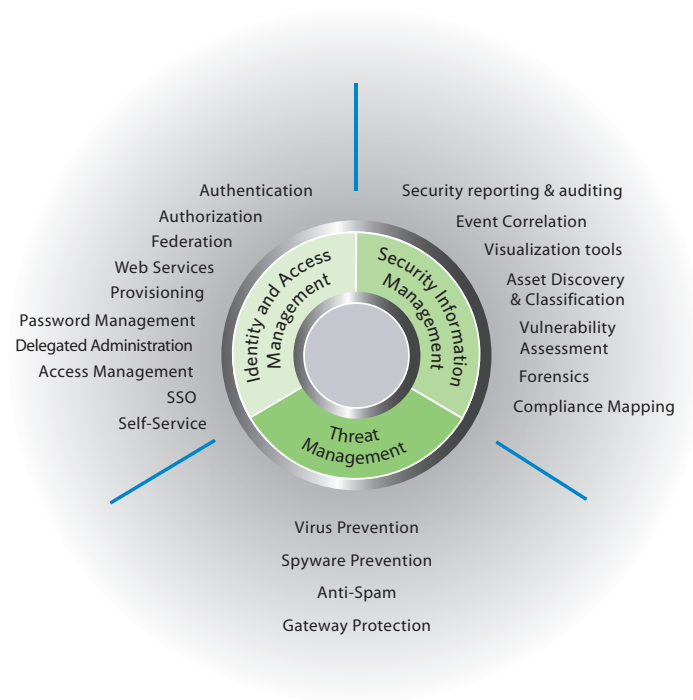 Authentication
Authorization
Federation
Web Services
Provisioning
Password Management
Delegated Administration
Access Management
SSO
Self-Service
Identity and Access
Management
Security Information
Management
Threat
Management
Security reporting & auditing
Event Correlation
Visualization tools
Asset Discovery
& Classification
Vulnerability
Assessment
Forensics
Compliance Mapping
Virus Prevention
Spyware Prevention
Anti-Spam
Gateway Protection